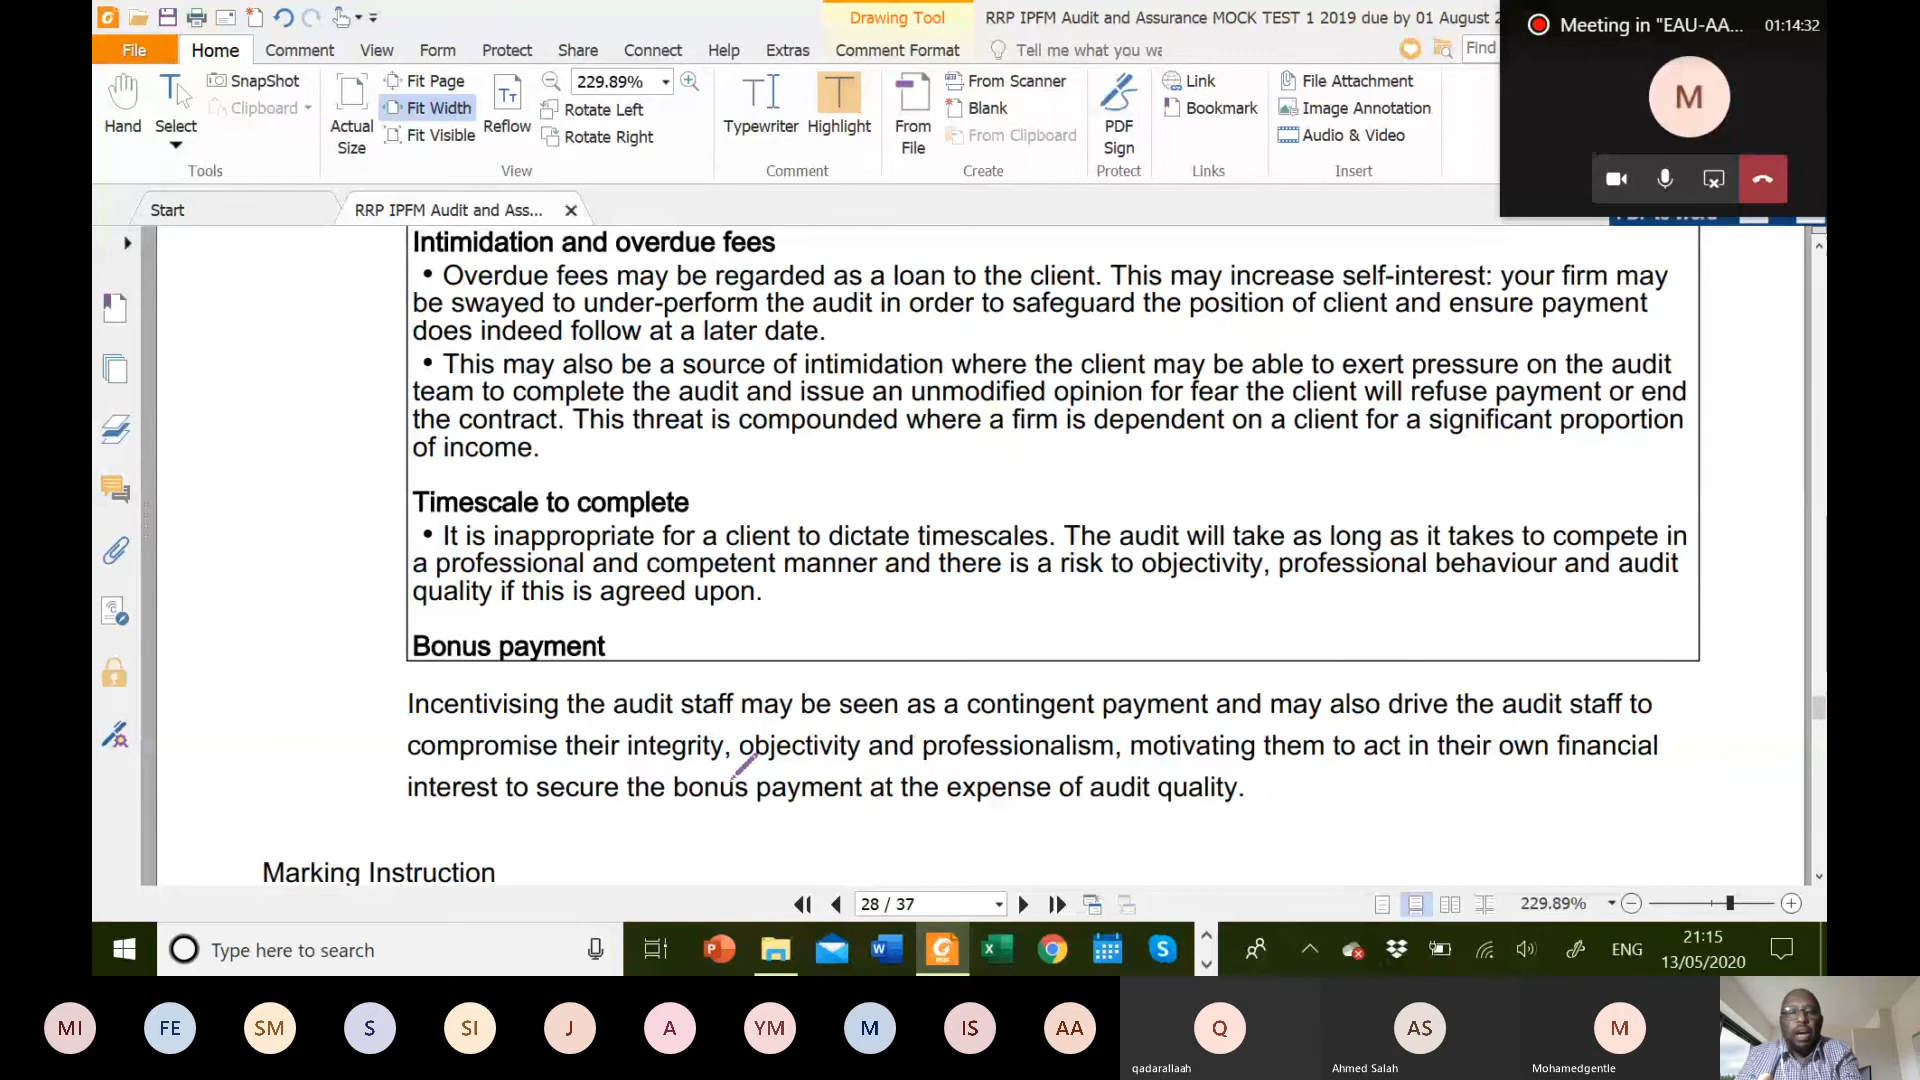 RRP IPFM Audit and Assurance MOCK TEST 1 2019 due by 01 August 2
Drawing Tool
Meeting in "EAU-AA... 01:14:32
File Home Comment View Form Protect Share Connect Help Extras Comment Format Tell me what you wa Find
M
SnapShot
Clipboard
Hand
Select
Tools
Actual Size
Fit Page
Fit Width
Fit Visible
Reflow
229.89%
Rotate Left
Rotate Right
View
Typewriter
Highlight
Comment
From File
From Scanner
Blank
From Clipboard
Create
PDF Sign
Protect
Link
Bookmark
Links
File Attachment
Image Annotation
Audio & Video
Insert
Start
RRP IPFM Audit and Ass...
Intimidation and overdue fees
• Overdue fees may be regarded as a loan to the client. This may increase self-interest: your firm may
be swayed to under-perform the audit in order to safeguard the position of client and ensure payment
does indeed follow at a later date.
• This may also be a source of intimidation where the client may be able to exert pressure on the audit
team to complete the audit and issue an unmodified opinion for fear the client will refuse payment or end
the contract. This threat is compounded where a firm is dependent on a client for a significant proportion
of income.
Timescale to complete
• It is inappropriate for a client to dictate timescales. The audit will take as long as it takes to compete in
a professional and competent manner and there is a risk to objectivity, professional behaviour and audit
quality if this is agreed upon.
Bonus payment
Incentivising the audit staff may be seen as a contingent payment and may also drive the audit staff to
compromise their integrity, objectivity and professionalism, motivating them to act in their own financial
interest to secure the bonus payment at the expense of audit quality.
Marking Instruction
28 / 37
229.89%
Type here to search
ENG
21:15
13/05/2020
MI FE SM S SI J A YM M IS AA Q AS M
qadarallaah Ahmed Salah Mohamedgentle